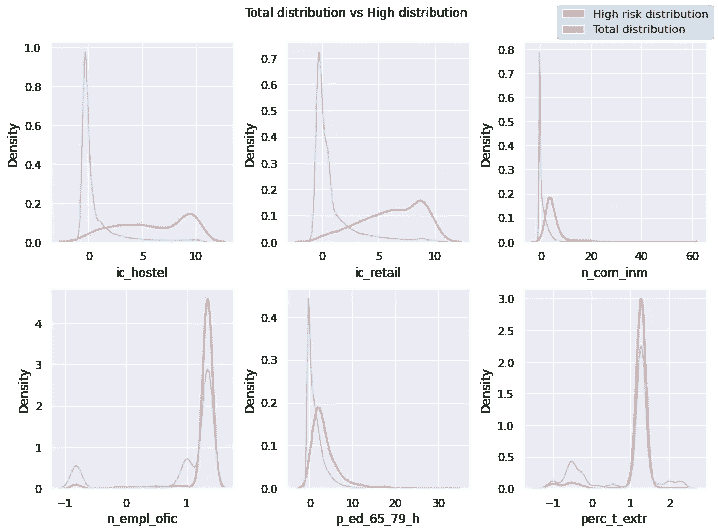 Total distribution vs High distribution
High risk distribution
Total distribution
1.0
0.8
0.6
0.4
0.2
0.0
Density
0 5 10
ic_hostel
0.7
0.6
0.5
0.4
0.3
0.2
0.1
0.0
Density
0 5 10
ic_retail
0.8
0.7
0.6
0.5
0.4
0.3
0.2
0.1
0.0
Density
0 20 40 60
n_com_inm
4
3
2
1
0
Density
−1 0 1
n_empl_ofic
0.4
0.3
0.2
0.1
0.0
Density
0 10 20 30
p_ed_65_79_h
3.0
2.5
2.0
1.5
1.0
0.5
0.0
Density
−1 0 1 2
perc_t_extr